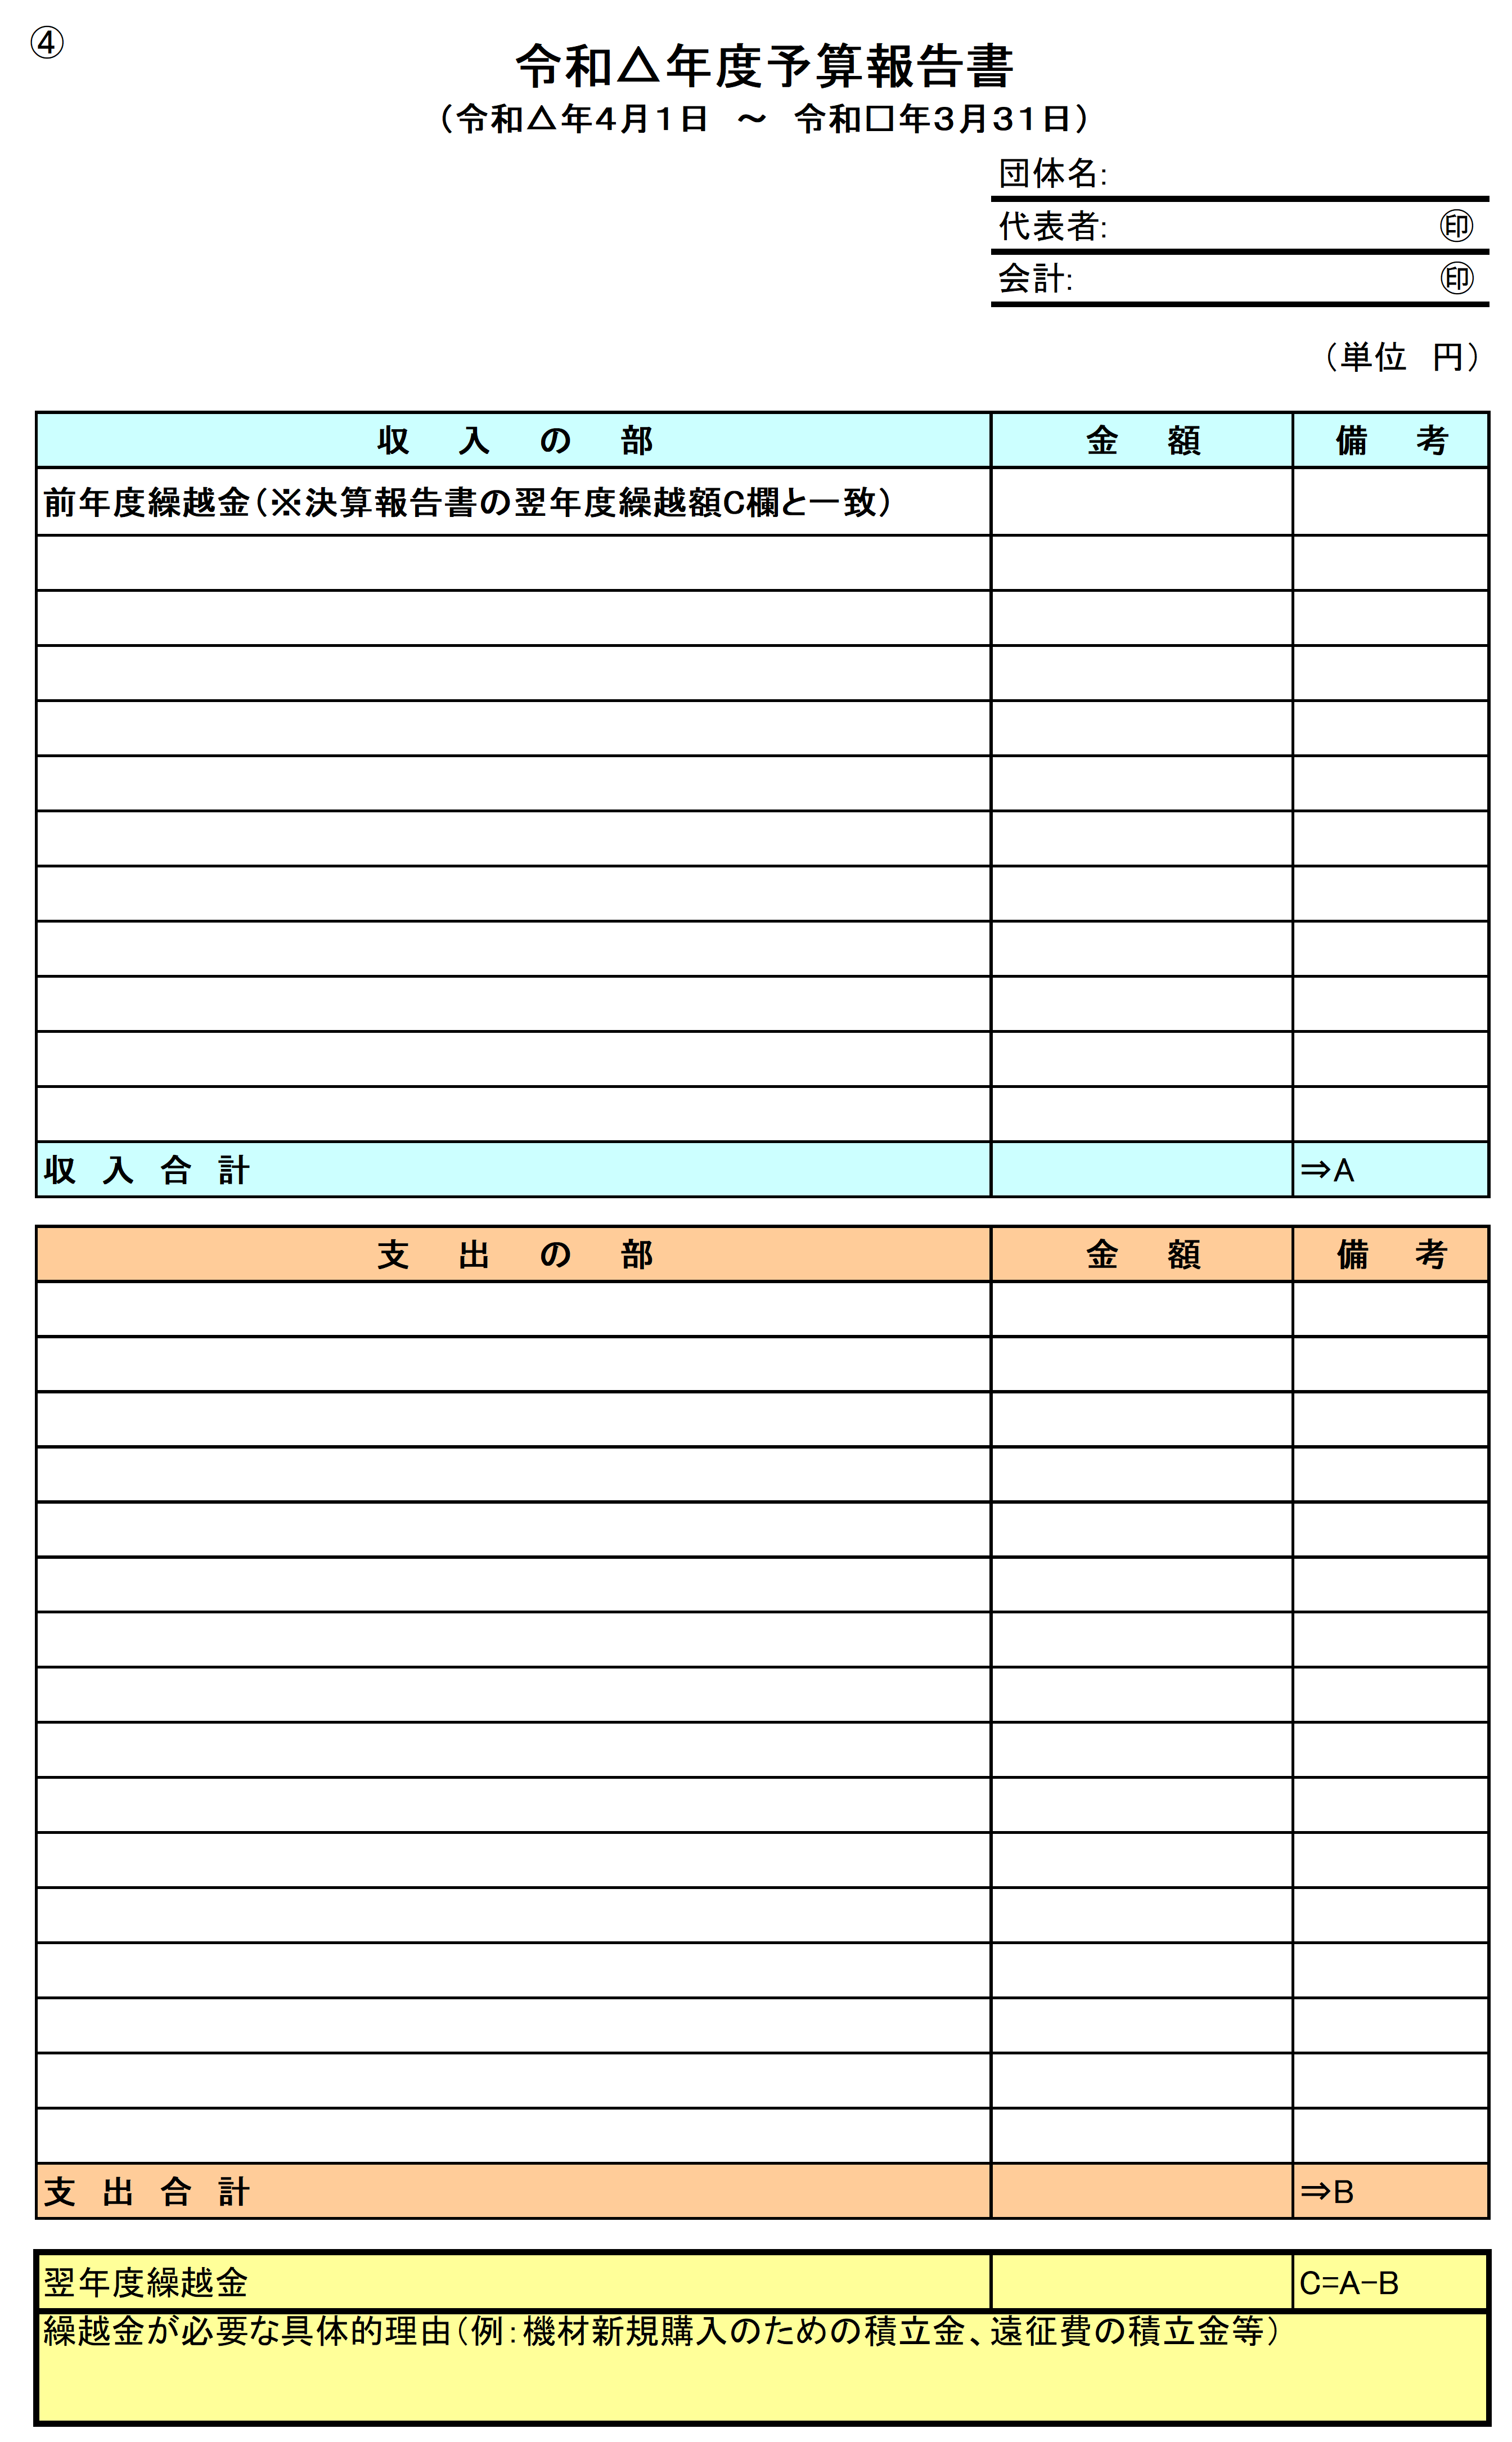 ④
令和△年度予算報告書
（令和△年４月１日　～　令和□年３月３１日）
団体名:
代表者:　㊞
会計:　㊞
（単位　円）
収　入　の　部　金　額　備　考
前年度繰越金（※決算報告書の翌年度繰越額C欄と一致）
収　入　合　計　⇒A
支　出　の　部　金　額　備　考
支　出　合　計　⇒B
翌年度繰越金　C=A−B
繰越金が必要な具体的理由（例：機材新規購入のための積立金、遠征費の積立金等）